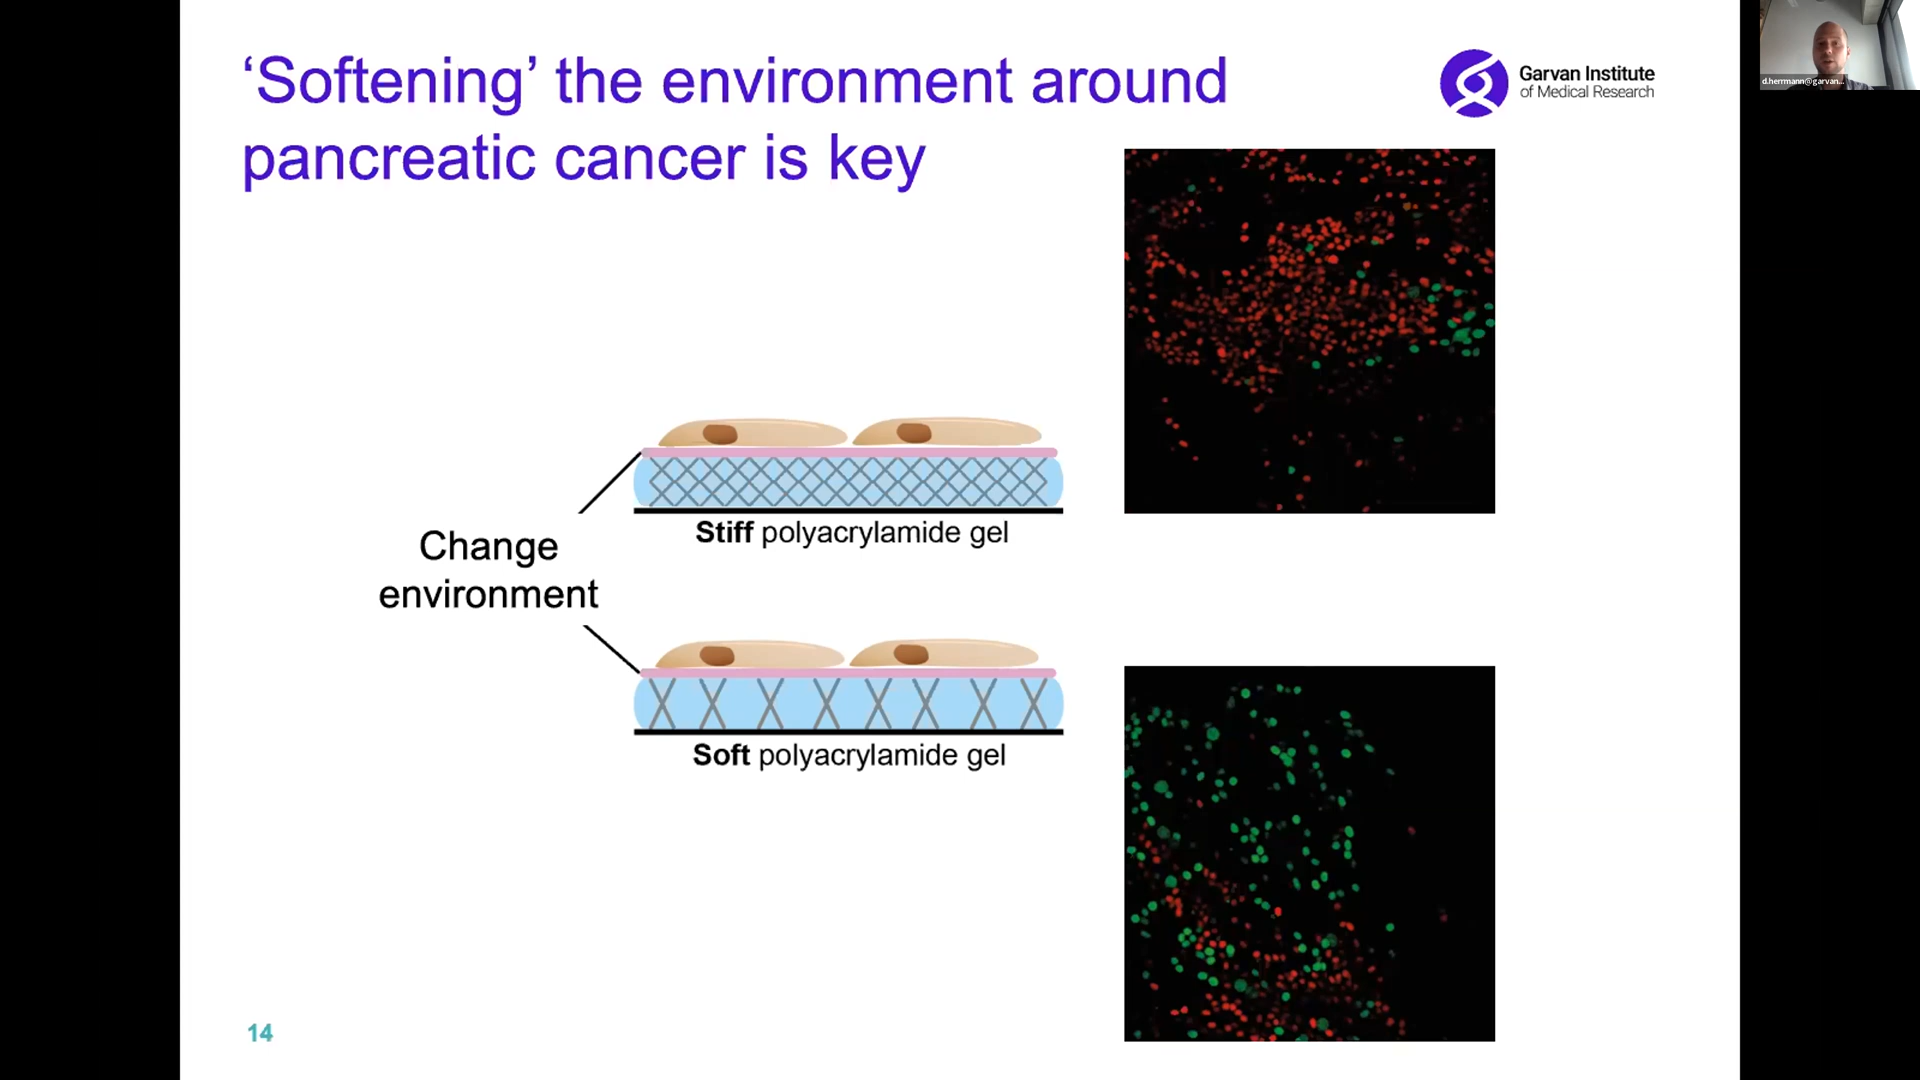 ‘Softening’ the environment around
pancreatic cancer is key
Garvan Institute
of Medical Research
d.herrmann@garvan...
Stiff polyacrylamide gel
Change
environment
Soft polyacrylamide gel
14